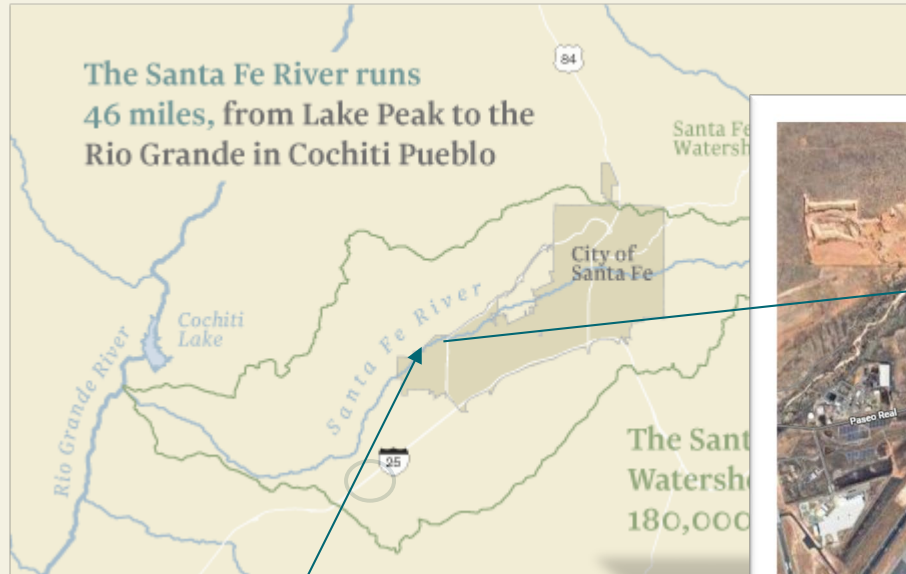 The Santa Fe River runs
46 miles, from Lake Peak to the
Rio Grande in Cochiti Pueblo
84
Santa Fe
Watersh
City of
Santa Fe
Cochiti
Lake
Santa Fe River
Rio Grande River
25
The Sant
Watersh
180,000
Paseo Real